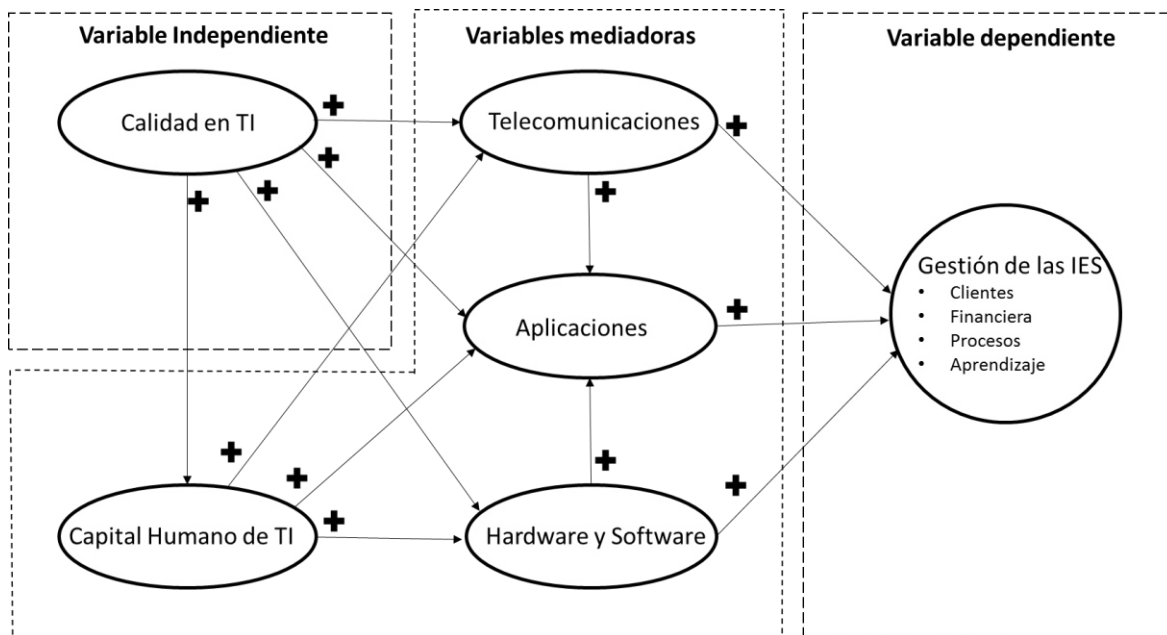 Variable Independiente
Variables mediadoras
Variable dependiente
Calidad en TI
Telecomunicaciones
Aplicaciones
Gestión de las IES
• Clientes
• Financiera
• Procesos
• Aprendizaje
Capital Humano de TI
Hardware y Software